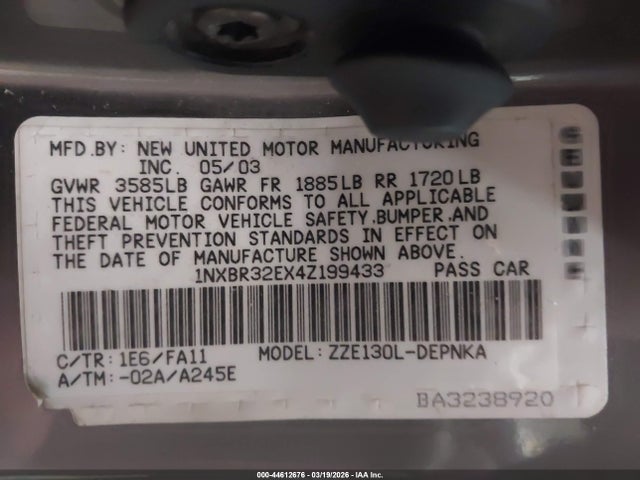 MFD.BY: NEW UNITED MOTOR MANUFACTURING
INC. 05/03
GVWR 3585LB GAWR FR 1885LB RR 1720LB
THIS VEHICLE CONFORMS TO ALL APPLICABLE
FEDERAL MOTOR VEHICLE SAFETY,BUMPER,AND
THEFT PREVENTION STANDARDS IN EFFECT ON
THE DATE OF MANUFACTURE SHOWN ABOVE.
1NXBR32EX4Z199433 PASS CAR
C/TR: 1E6/FA11 MODEL: ZZE130L-DEPNKA
A/TM: -02A/A245E
BA3238920
000-44612676 - 03/19/2026 - IAA Inc.